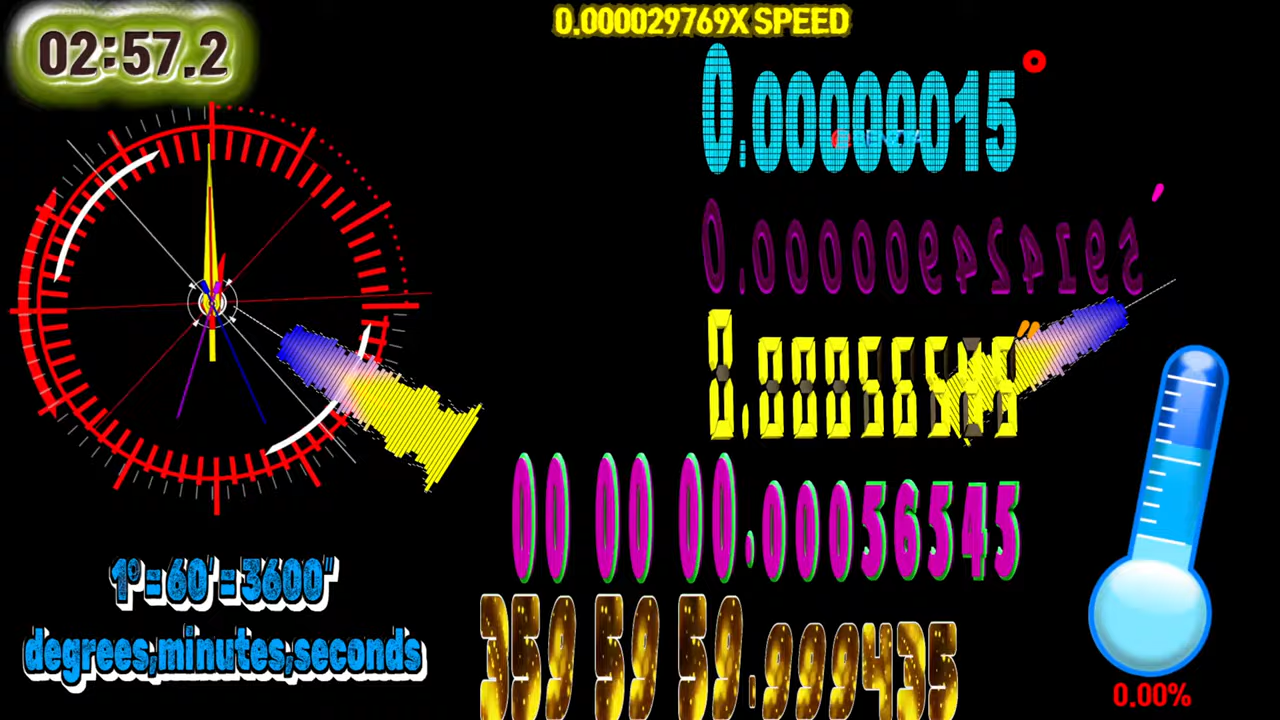 0.000029769X SPEED
02:57.2
0.00000015°
00 00 00.00056545
359 59 59.999435
1°=60'=3600"
degrees,minutes,seconds
0.00%